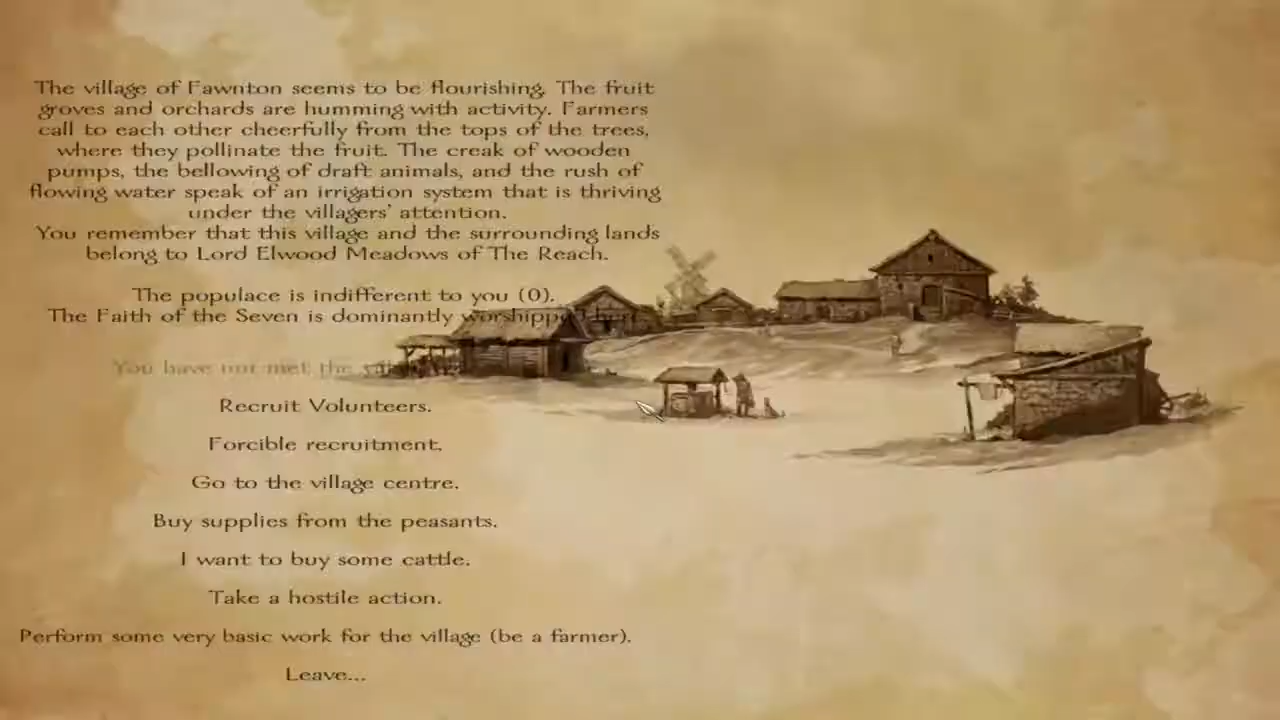 The village of Fawnton seems to be flourishing. The fruit
groves and orchards are humming with activity. Farmers
call to each other cheerfully from the tops of the trees,
where they pollinate the fruit. The creak of wooden
pumps, the bellowing of draft animals, and the rush of
flowing water speak of an irrigation system that is thriving
under the villagers' attention.
You remember that this village and the surrounding lands
belong to Lord Elwood Meadows of The Reach.
The populace is indifferent to you (0).
The Faith of the Seven is dominantly worshipped
You have not met the
Recruit Volunteers.
Forcible recruitment.
Go to the village centre.
Buy supplies from the peasants.
I want to buy some cattle.
Take a hostile action.
Perform some very basic work for the village (be a farmer).
Leave...